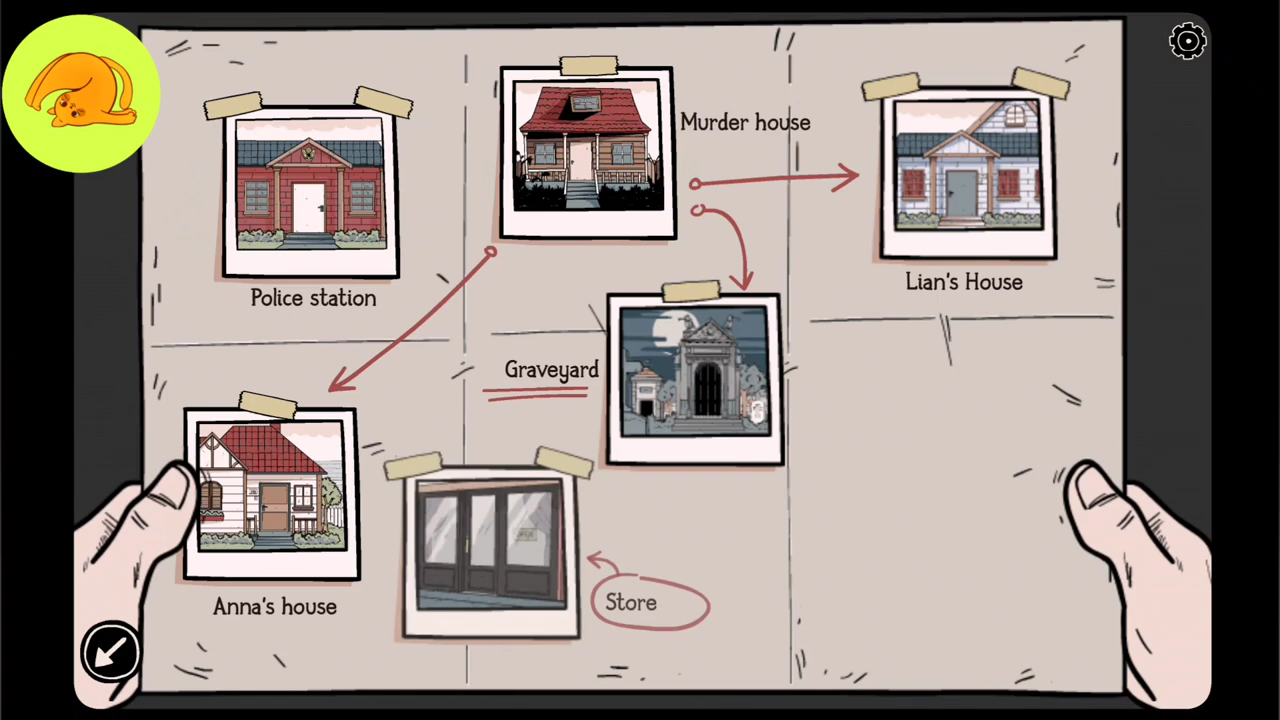 Murder house
Police station
Lian's House
Graveyard
Anna's house
Store